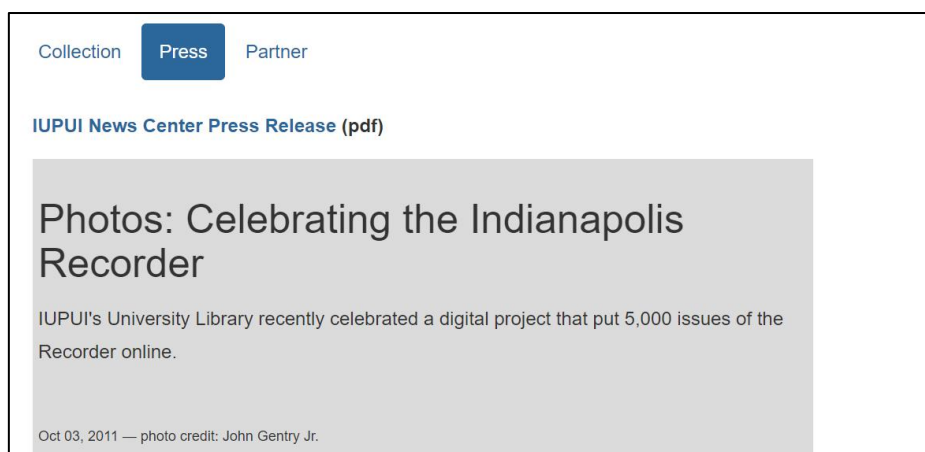 Collection Press Partner
IUPUI News Center Press Release (pdf)
Photos: Celebrating the Indianapolis
Recorder
IUPUI's University Library recently celebrated a digital project that put 5,000 issues of the
Recorder online.
Oct 03, 2011 — photo credit: John Gentry Jr.